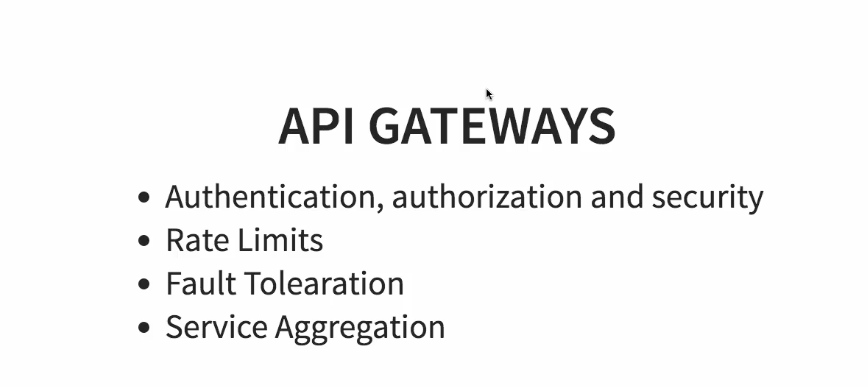 API GATEWAYS
• Authentication, authorization and security
• Rate Limits
• Fault Tolearation
• Service Aggregation